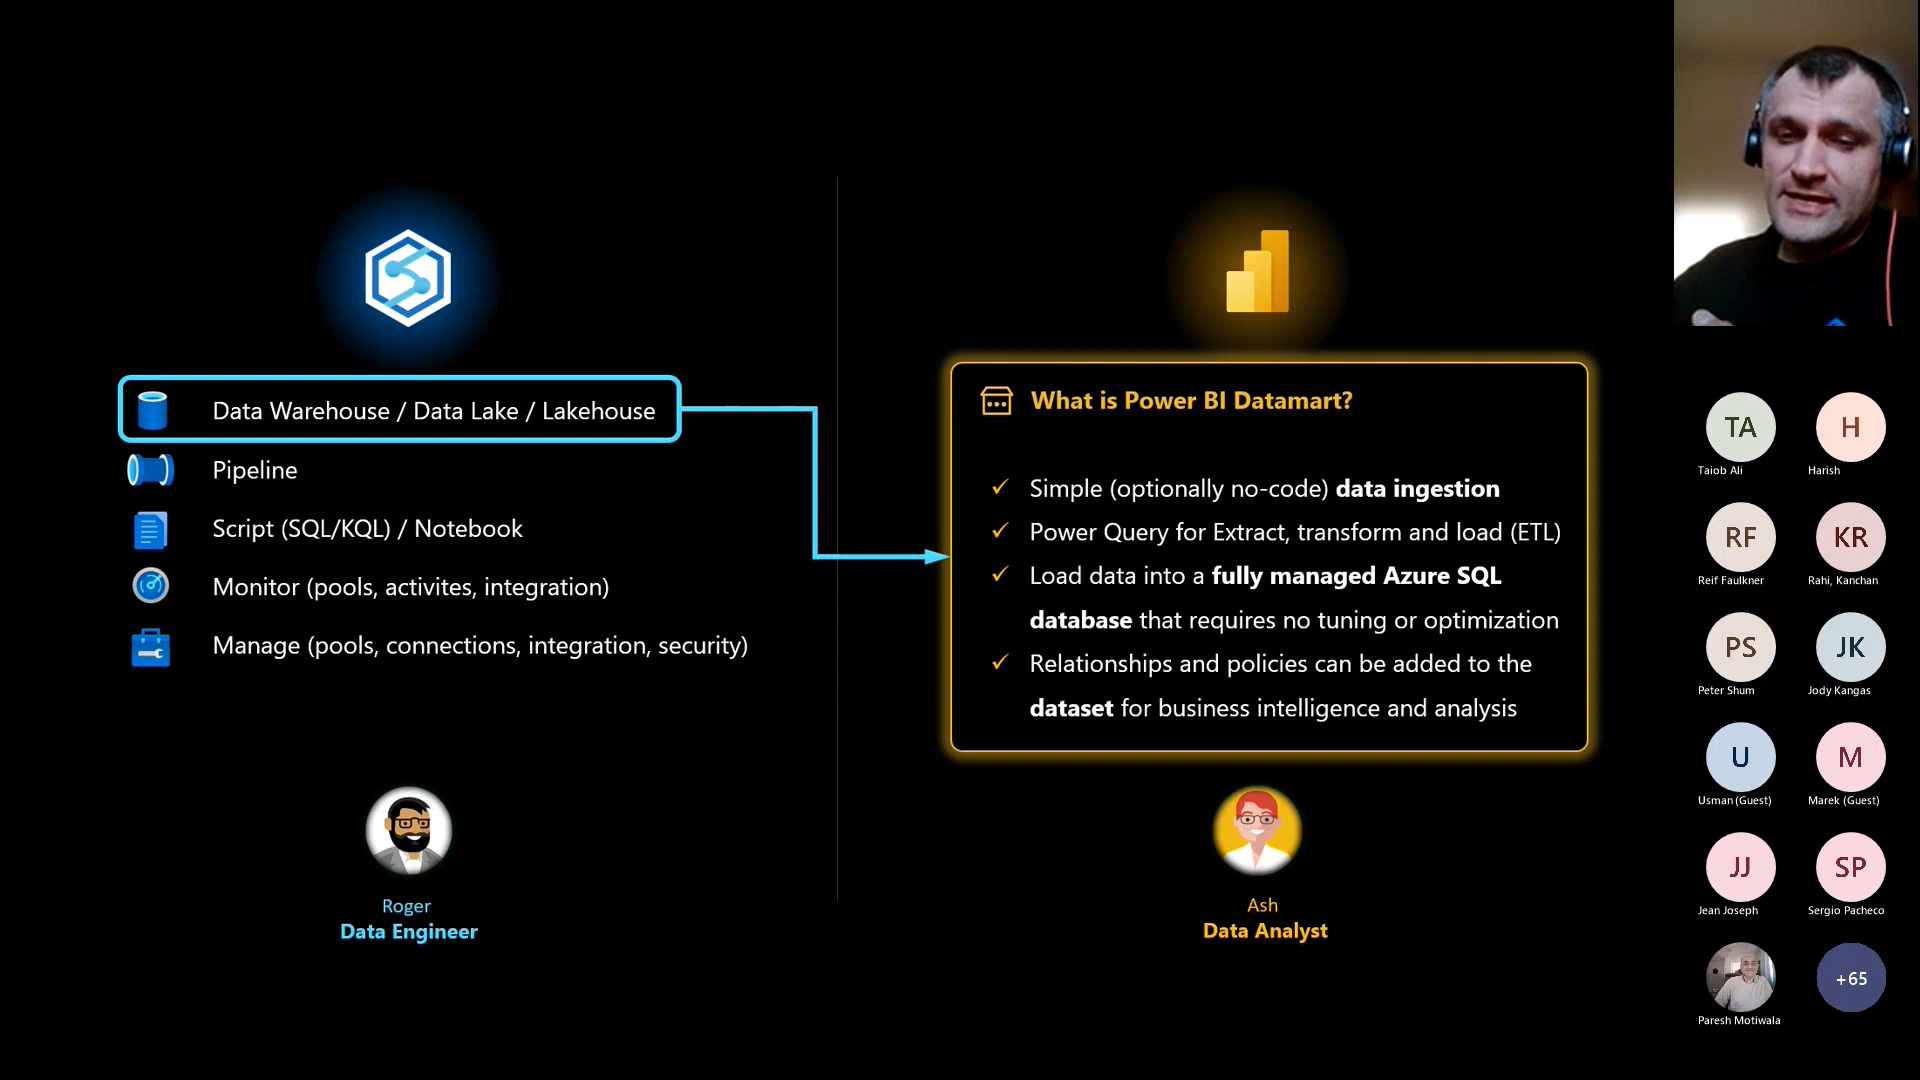 Data Warehouse / Data Lake / Lakehouse
Pipeline
Script (SQL/KQL) / Notebook
Monitor (pools, activites, integration)
Manage (pools, connections, integration, security)
Roger
Data Engineer
What is Power BI Datamart?
Simple (optionally no-code) data ingestion
Power Query for Extract, transform and load (ETL)
Load data into a fully managed Azure SQL
database that requires no tuning or optimization
Relationships and policies can be added to the
dataset for business intelligence and analysis
Ash
Data Analyst
TA
Taiob Ali
H
Harish
RF
Reif Faulkner
KR
Rahi, Kanchan
PS
Peter Shum
JK
Jody Kangas
U
Usman (Guest)
M
Marek (Guest)
JJ
Jean Joseph
SP
Sergio Pacheco
Paresh Motiwala
+65